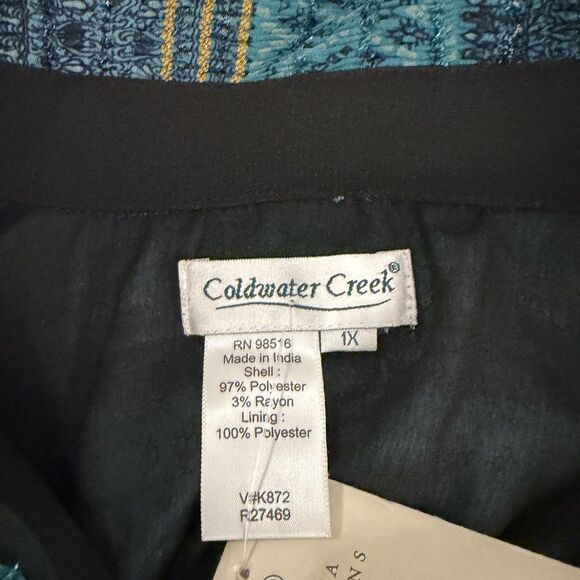 Coldwater Creek®
1X
RN 98516
Made in India
Shell :
97% Polyester
3% Rayon
Lining :
100% Polyester
V#K872
R27469